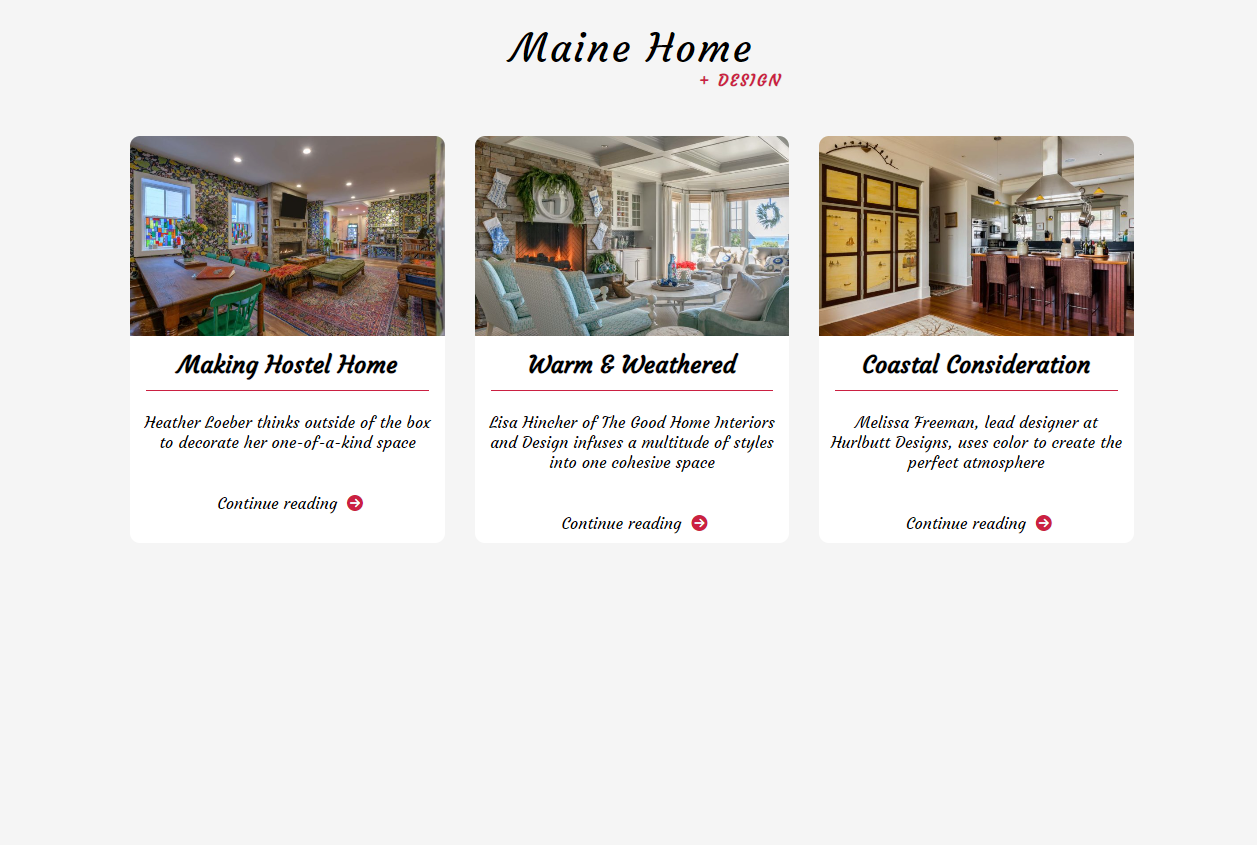 Maine Home
+ DESIGN
Making Hostel Home
Heather Loeber thinks outside of the box
to decorate her one-of-a-kind space
Continue reading
Warm & Weathered
Lisa Hincher of The Good Home Interiors
and Design infuses a multitude of styles
into one cohesive space
Continue reading
Coastal Consideration
Melissa Freeman, lead designer at
Hurlbutt Designs, uses color to create the
perfect atmosphere
Continue reading